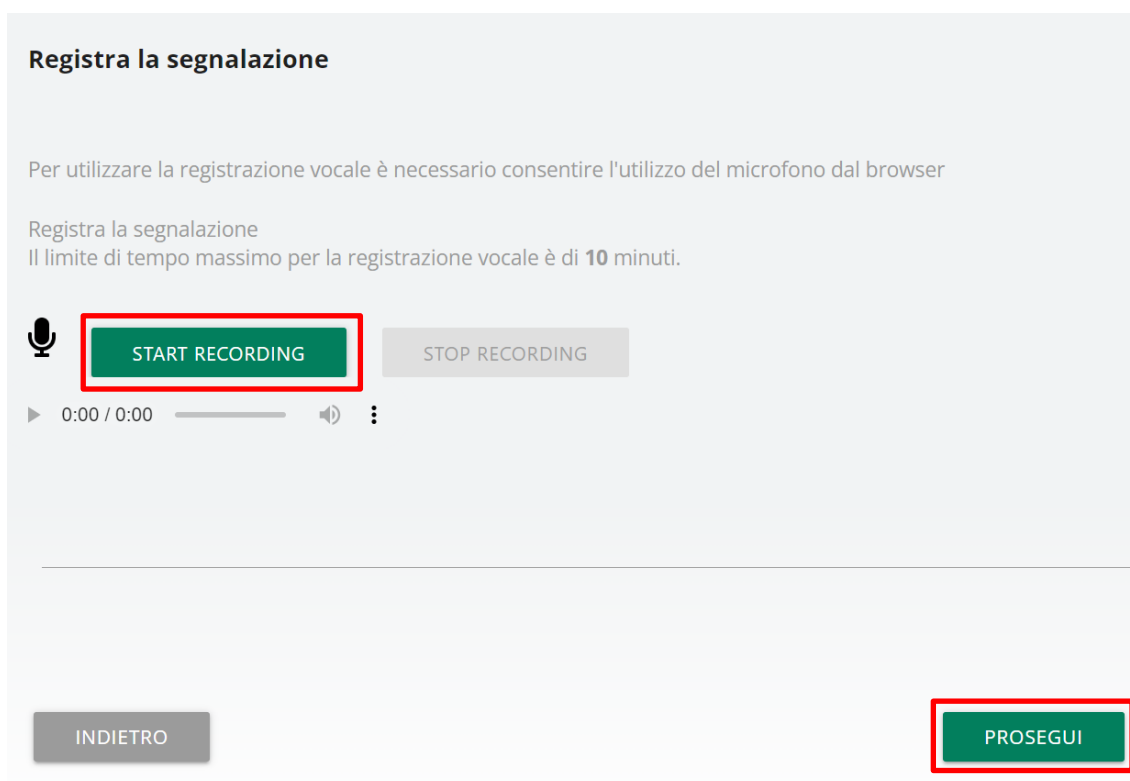 Registra la segnalazione
Per utilizzare la registrazione vocale è necessario consentire l'utilizzo del microfono dal browser
Registra la segnalazione
Il limite di tempo massimo per la registrazione vocale è di 10 minuti.
START RECORDING
STOP RECORDING
0:00 / 0:00
INDIETRO
PROSEGUI